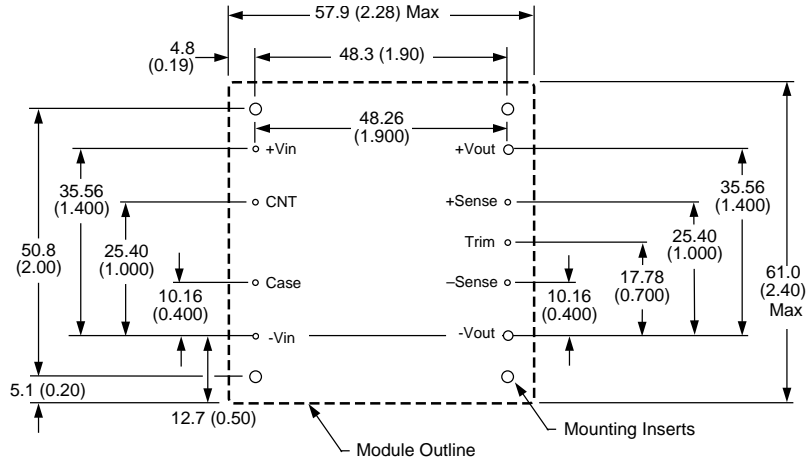 57.9 (2.28) Max
4.8
(0.19)
48.3 (1.90)
48.26
(1.900)
+Vin
+Vout
35.56
(1.400)
35.56
(1.400)
CNT
+Sense
50.8
(2.00)
25.40
(1.000)
Trim
25.40
(1.000)
61.0
(2.40)
Max
17.78
(0.700)
Case
–Sense
10.16
(0.400)
10.16
(0.400)
-Vin
-Vout
5.1 (0.20)
12.7 (0.50)
Mounting Inserts
Module Outline